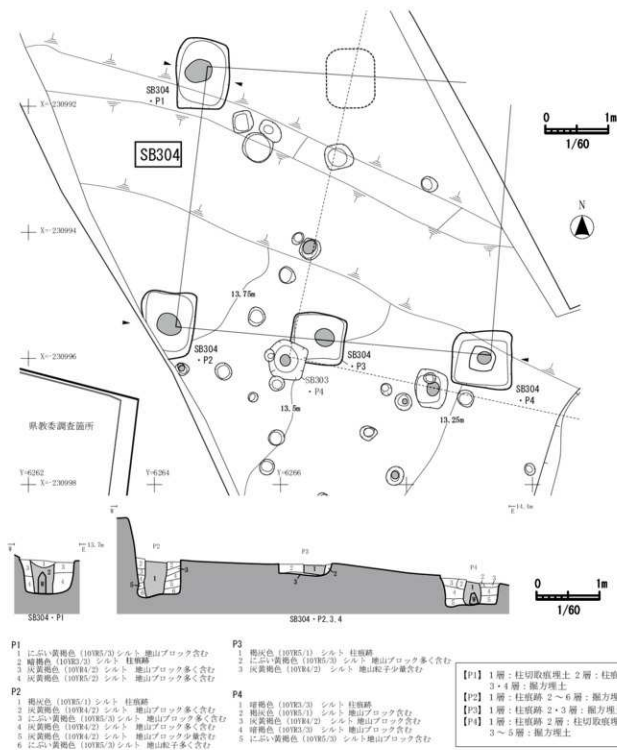 SB304
・P1
X=-230992
SB304
0 1m
1/60
N
X=-230994
13.75m
SB304
・P2
SB304
・P3
SB303
・P4
SB304
・P4
X=-230996
13.5m
13.25m
県教委調査箇所
Y=6262
Y=6264
Y=6266
X=-230998
W
E
13.5m
SB304・P1
W
P2
P3
P4
E
14.0m
SB304・P2.3.4
0 1m
1/60
P1
1 にぶい黄褐色 (10YR5/3) シルト 地山ブロック含む
2 暗褐色 (10YR3/3) シルト 柱痕跡
3 灰黄褐色 (10YR4/2) シルト 地山ブロック多く含む
4 灰黄褐色 (10YR5/2) シルト 地山ブロック多く含む
P2
1 褐灰色 (10YR5/1) シルト 柱痕跡
2 灰黄褐色 (10YR4/2) シルト 地山ブロック多く含む
3 にぶい黄褐色 (10YR5/3) シルト 地山ブロック多く含む
4 灰黄褐色 (10YR4/2) シルト 地山ブロック多く含む
5 灰黄褐色 (10YR4/2) シルト 地山ブロック少量含む
6 にぶい黄褐色 (10YR5/3) シルト 地山粒子多く含む
P3
1 褐灰色 (10YR5/1) シルト 柱痕跡
2 にぶい黄褐色 (10YR5/3) シルト 地山ブロック多く含む
3 灰黄褐色 (10YR4/2) シルト 地山粒子少量含む
P4
1 暗褐色 (10YR3/3) シルト 柱痕跡
2 暗褐色 (10YR3/3) シルト 地山ブロック含む
3 灰黄褐色 (10YR4/2) シルト 地山ブロック含む
4 暗褐色 (10YR3/3) シルト 地山ブロック含む
5 にぶい黄褐色 (10YR5/3) シルト 地山ブロック多く含む
【P1】 1層：柱切取痕埋土 2層：柱痕
3・4層：掘方埋土
【P2】 1層：柱痕跡 2～6層：掘方埋
【P3】 1層：柱痕跡 2・3層：掘方埋
【P4】 1層：柱痕跡 2層：柱切取痕埋
3～5層：掘方埋土